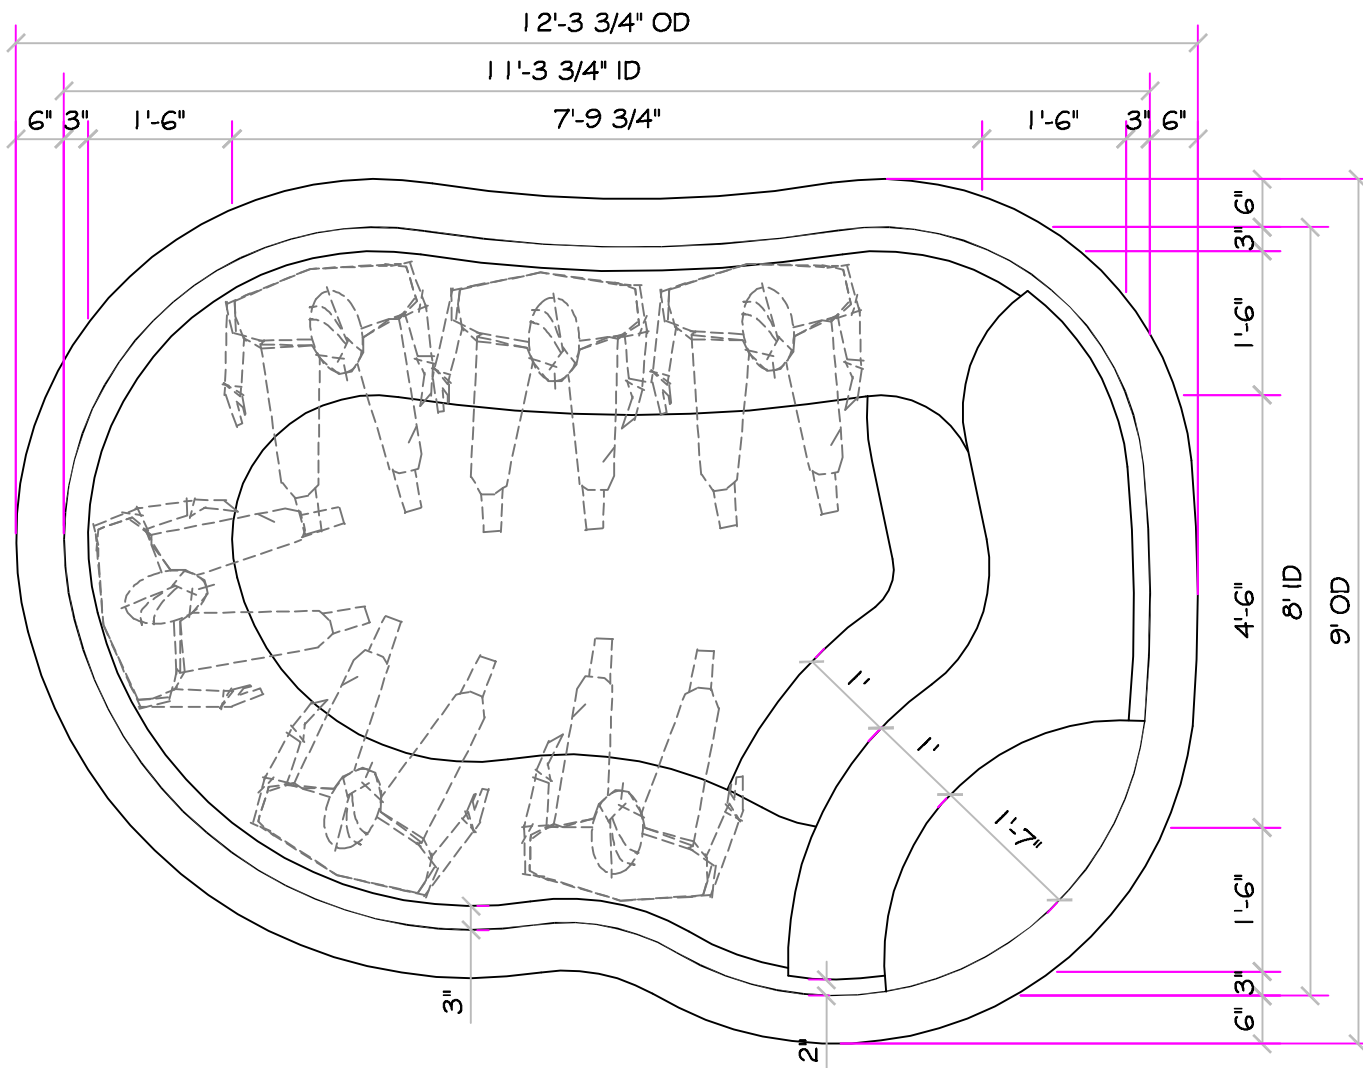 12'-3 3/4" OD
11'-3 3/4" ID
6" 3" 1'-6" 7'-9 3/4" 1'-6" 3" 6"
6"
3"
1'-6"
4'-6"
8' ID
9' OD
1'
1'
1'-7"
1'-6"
3"
6"
3"
2"